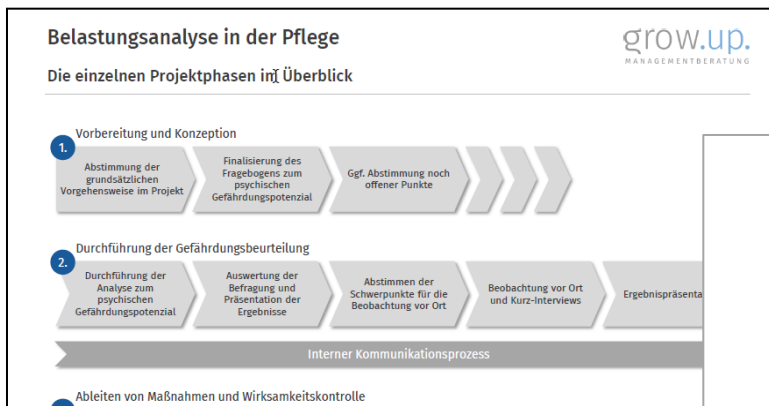 Belastungsanalyse in der Pflege
grow.up.
MANAGEMENTBERATUNG
Die einzelnen Projektphasen im Überblick
Vorbereitung und Konzeption
1.
Abstimmung der
grundsätzlichen
Vorgehensweise im Projekt
Finalisierung des
Fragebogens zum
psychischen
Gefährdungspotenzial
Ggf. Abstimmung noch
offener Punkte
Durchführung der Gefährdungsbeurteilung
2.
Durchführung der
Analyse zum
psychischen
Gefährdungspotenzial
Auswertung der
Befragung und
Präsentation der
Ergebnisse
Abstimmen der
Schwerpunkte für die
Beobachtung vor Ort
Beobachtung vor Ort
und Kurz-Interviews
Ergebnispräsenta
Interner Kommunikationsprozess
Ableiten von Maßnahmen und Wirksamkeitskontrolle